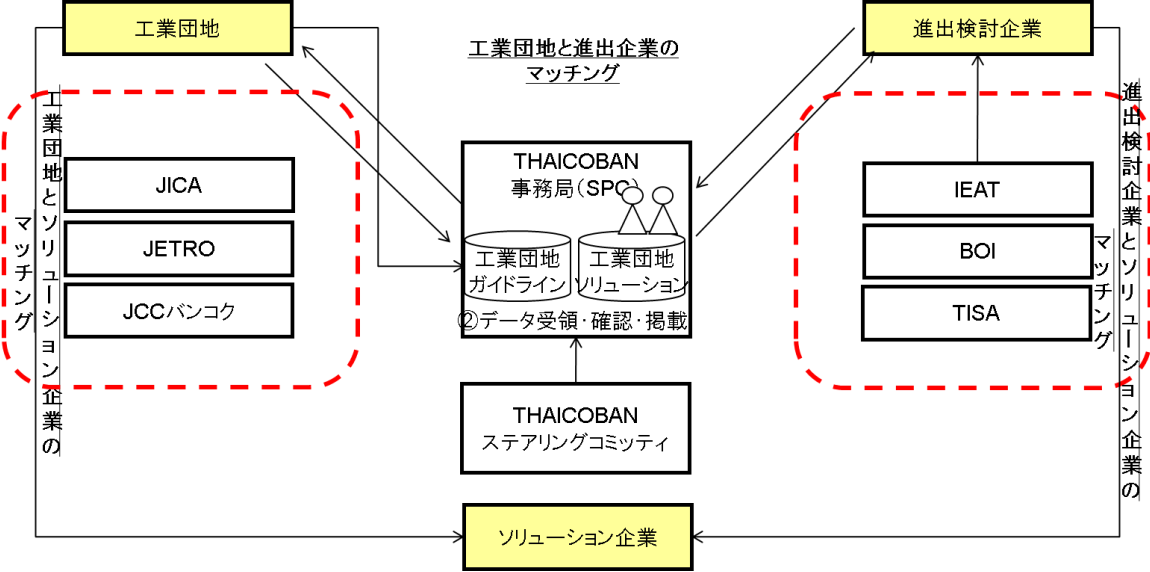 工業団地
進出検討企業
工業団地と進出企業の
マッチング
工業団地とソリューション企業の
マッチング
JICA
JETRO
JCCバンコク
THAICOBAN
事務局(SPC)
工業団地
ガイドライン
工業団地
ソリューション
②データ受領・確認・掲載
IEAT
BOI
TISA
進出検討企業とソリューション企業の
マッチング
THAICOBAN
ステアリングコミッティ
ソリューション企業